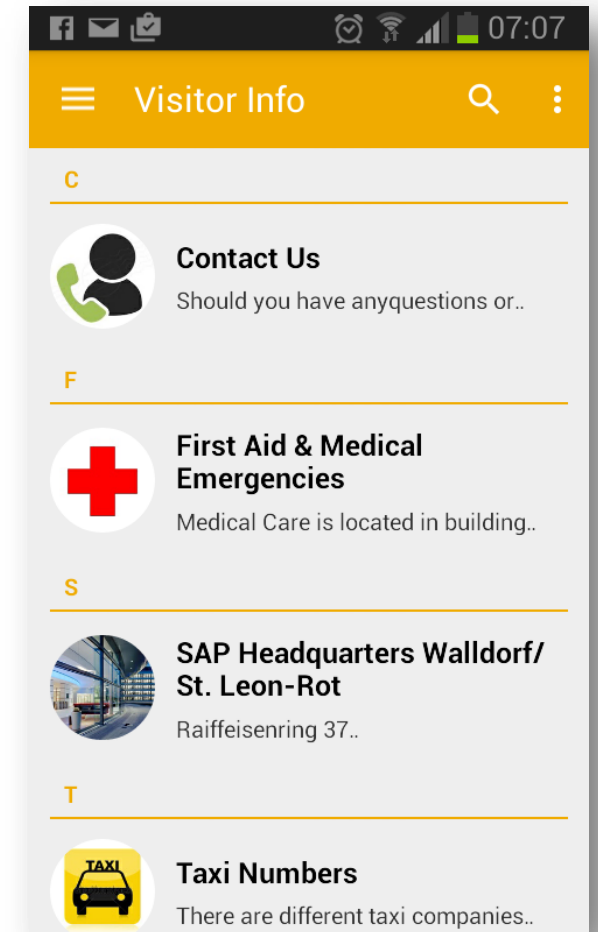 07:07
Visitor Info
C
Contact Us
Should you have anyquestions or..
F
First Aid & Medical
Emergencies
Medical Care is located in building..
S
SAP Headquarters Walldorf/
St. Leon-Rot
Raiffeisenring 37..
T
TAXI
Taxi Numbers
There are different taxi companies..